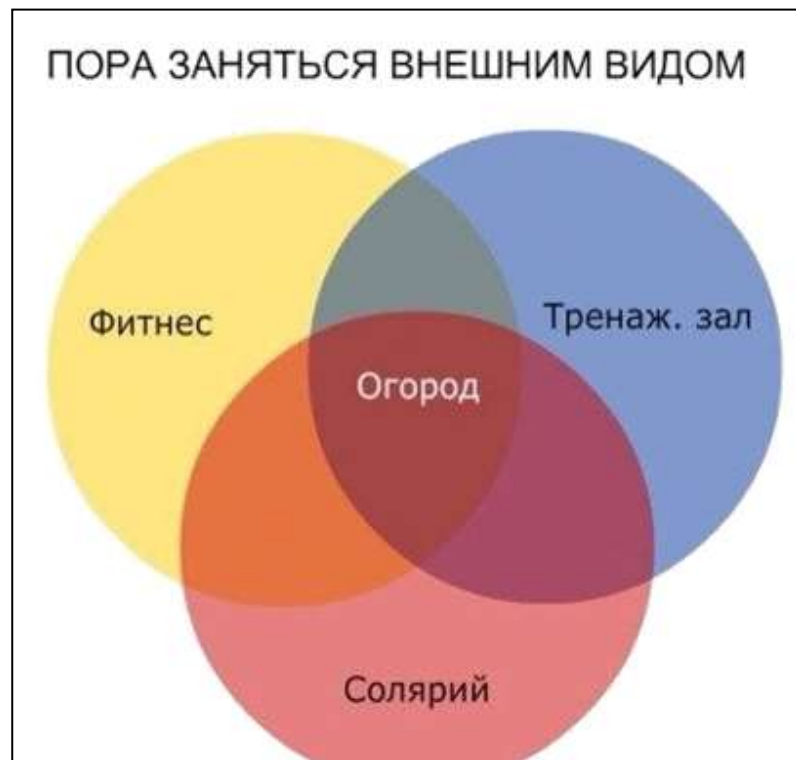 ПОРА ЗАНЯТЬСЯ ВНЕШНИМ ВИДОМ
Фитнес
Тренаж. зал
Огород
Солярий